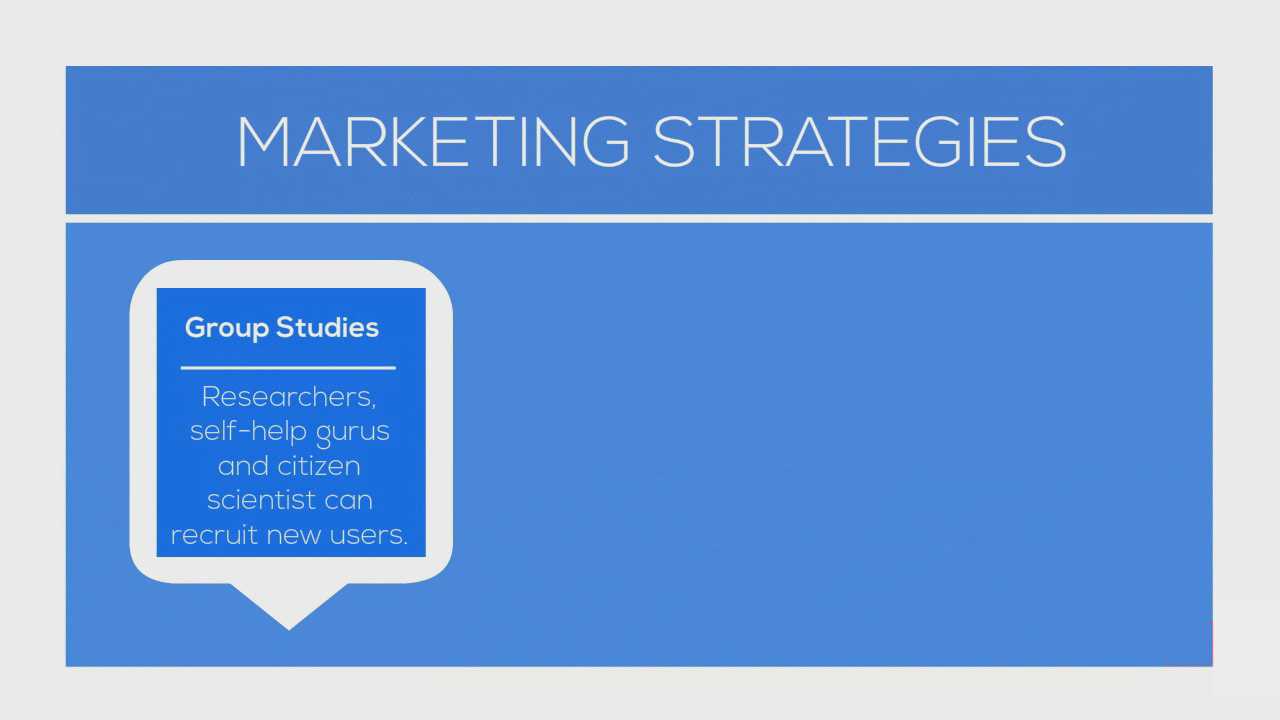 MARKETING STRATEGIES
Group Studies
Researchers,
self-help gurus
and citizen
scientist can
recruit new users.